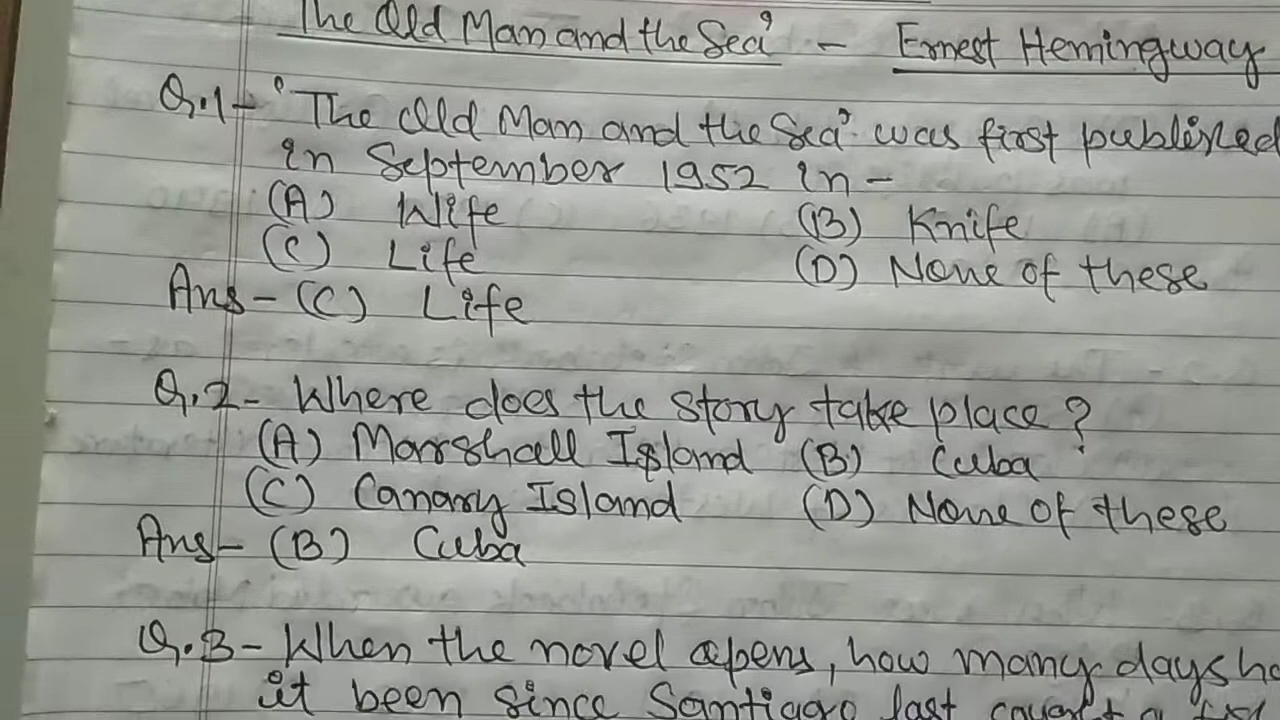 'The Old Man and the Sea' - Ernest Hemingway
Q.1- 'The Old Man and the Sea' was first published
in September 1952 in -
(A) Wife (B) Knife
(C) Life (D) None of these
Ans - (C) Life
Q.2- Where does the story take place?
(A) Marshall Island (B) Cuba
(C) Canary Island (D) None of these
Ans - (B) Cuba
Q.3- When the novel opens, how many days ha
it been since Santiago last caught a